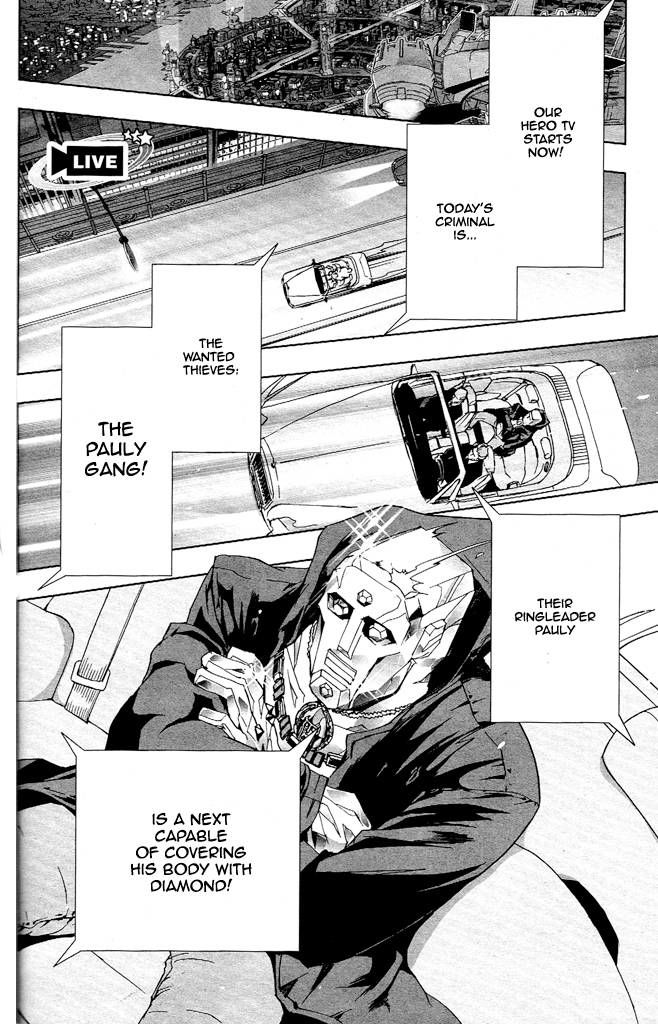 OUR
HERO TV
STARTS
NOW!
TODAY'S
CRIMINAL
IS...
LIVE
THE
WANTED
THIEVES:
THE
PAULY
GANG!
THEIR
RINGLEADER
PAULY
IS A NEXT
CAPABLE
OF COVERING
HIS BODY WITH
DIAMOND!